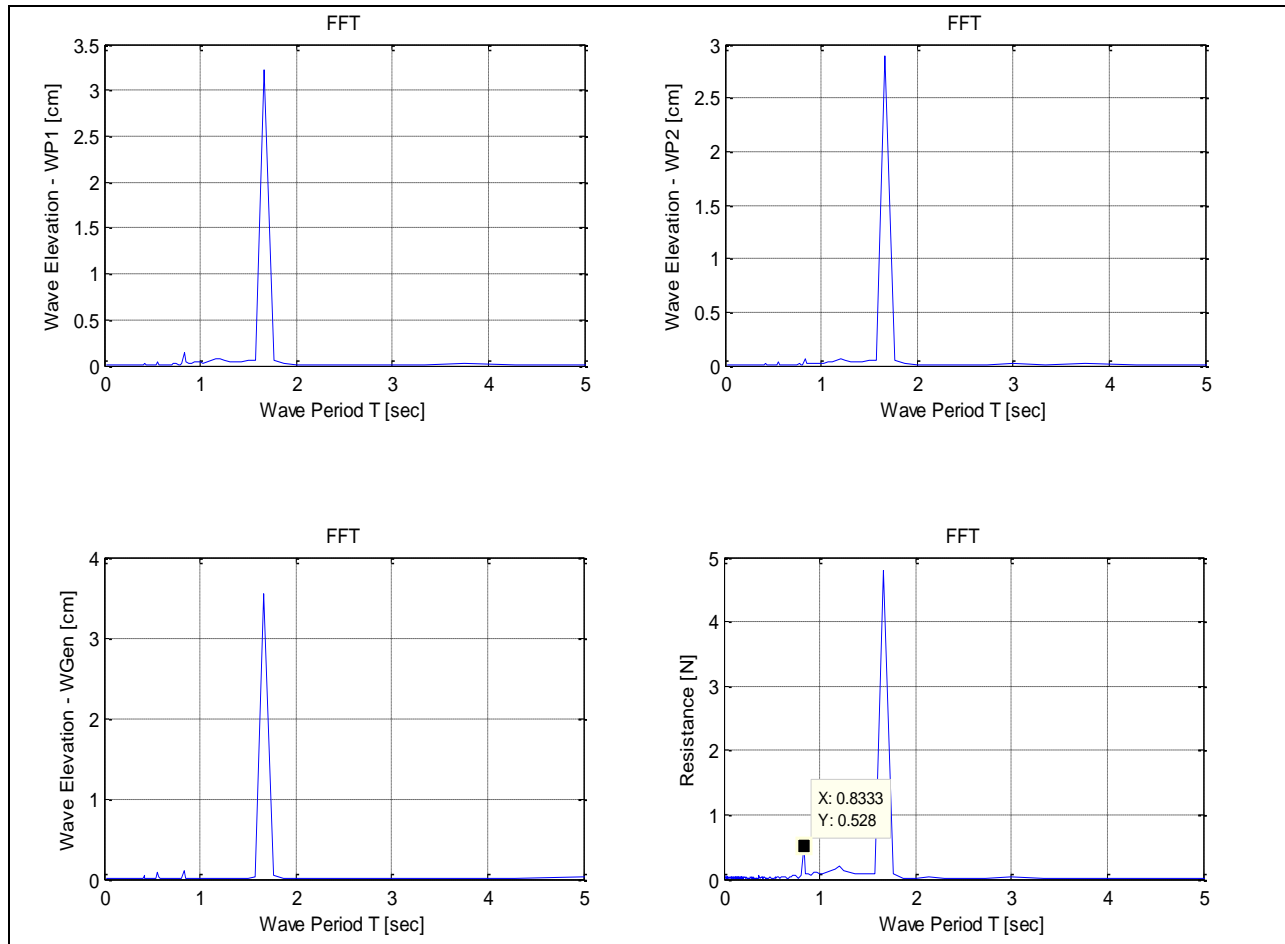 FFT
Wave Elevation - WP1 [cm]
3.5
3
2.5
2
1.5
1
0.5
0
0 1 2 3 4 5
Wave Period T [sec]
FFT
Wave Elevation - WP2 [cm]
3
2.5
2
1.5
1
0.5
0
0 1 2 3 4 5
Wave Period T [sec]
FFT
Wave Elevation - WGen [cm]
4
3
2
1
0
0 1 2 3 4 5
Wave Period T [sec]
FFT
Resistance [N]
5
4
3
2
1
0
X: 0.8333
Y: 0.528
0 1 2 3 4 5
Wave Period T [sec]